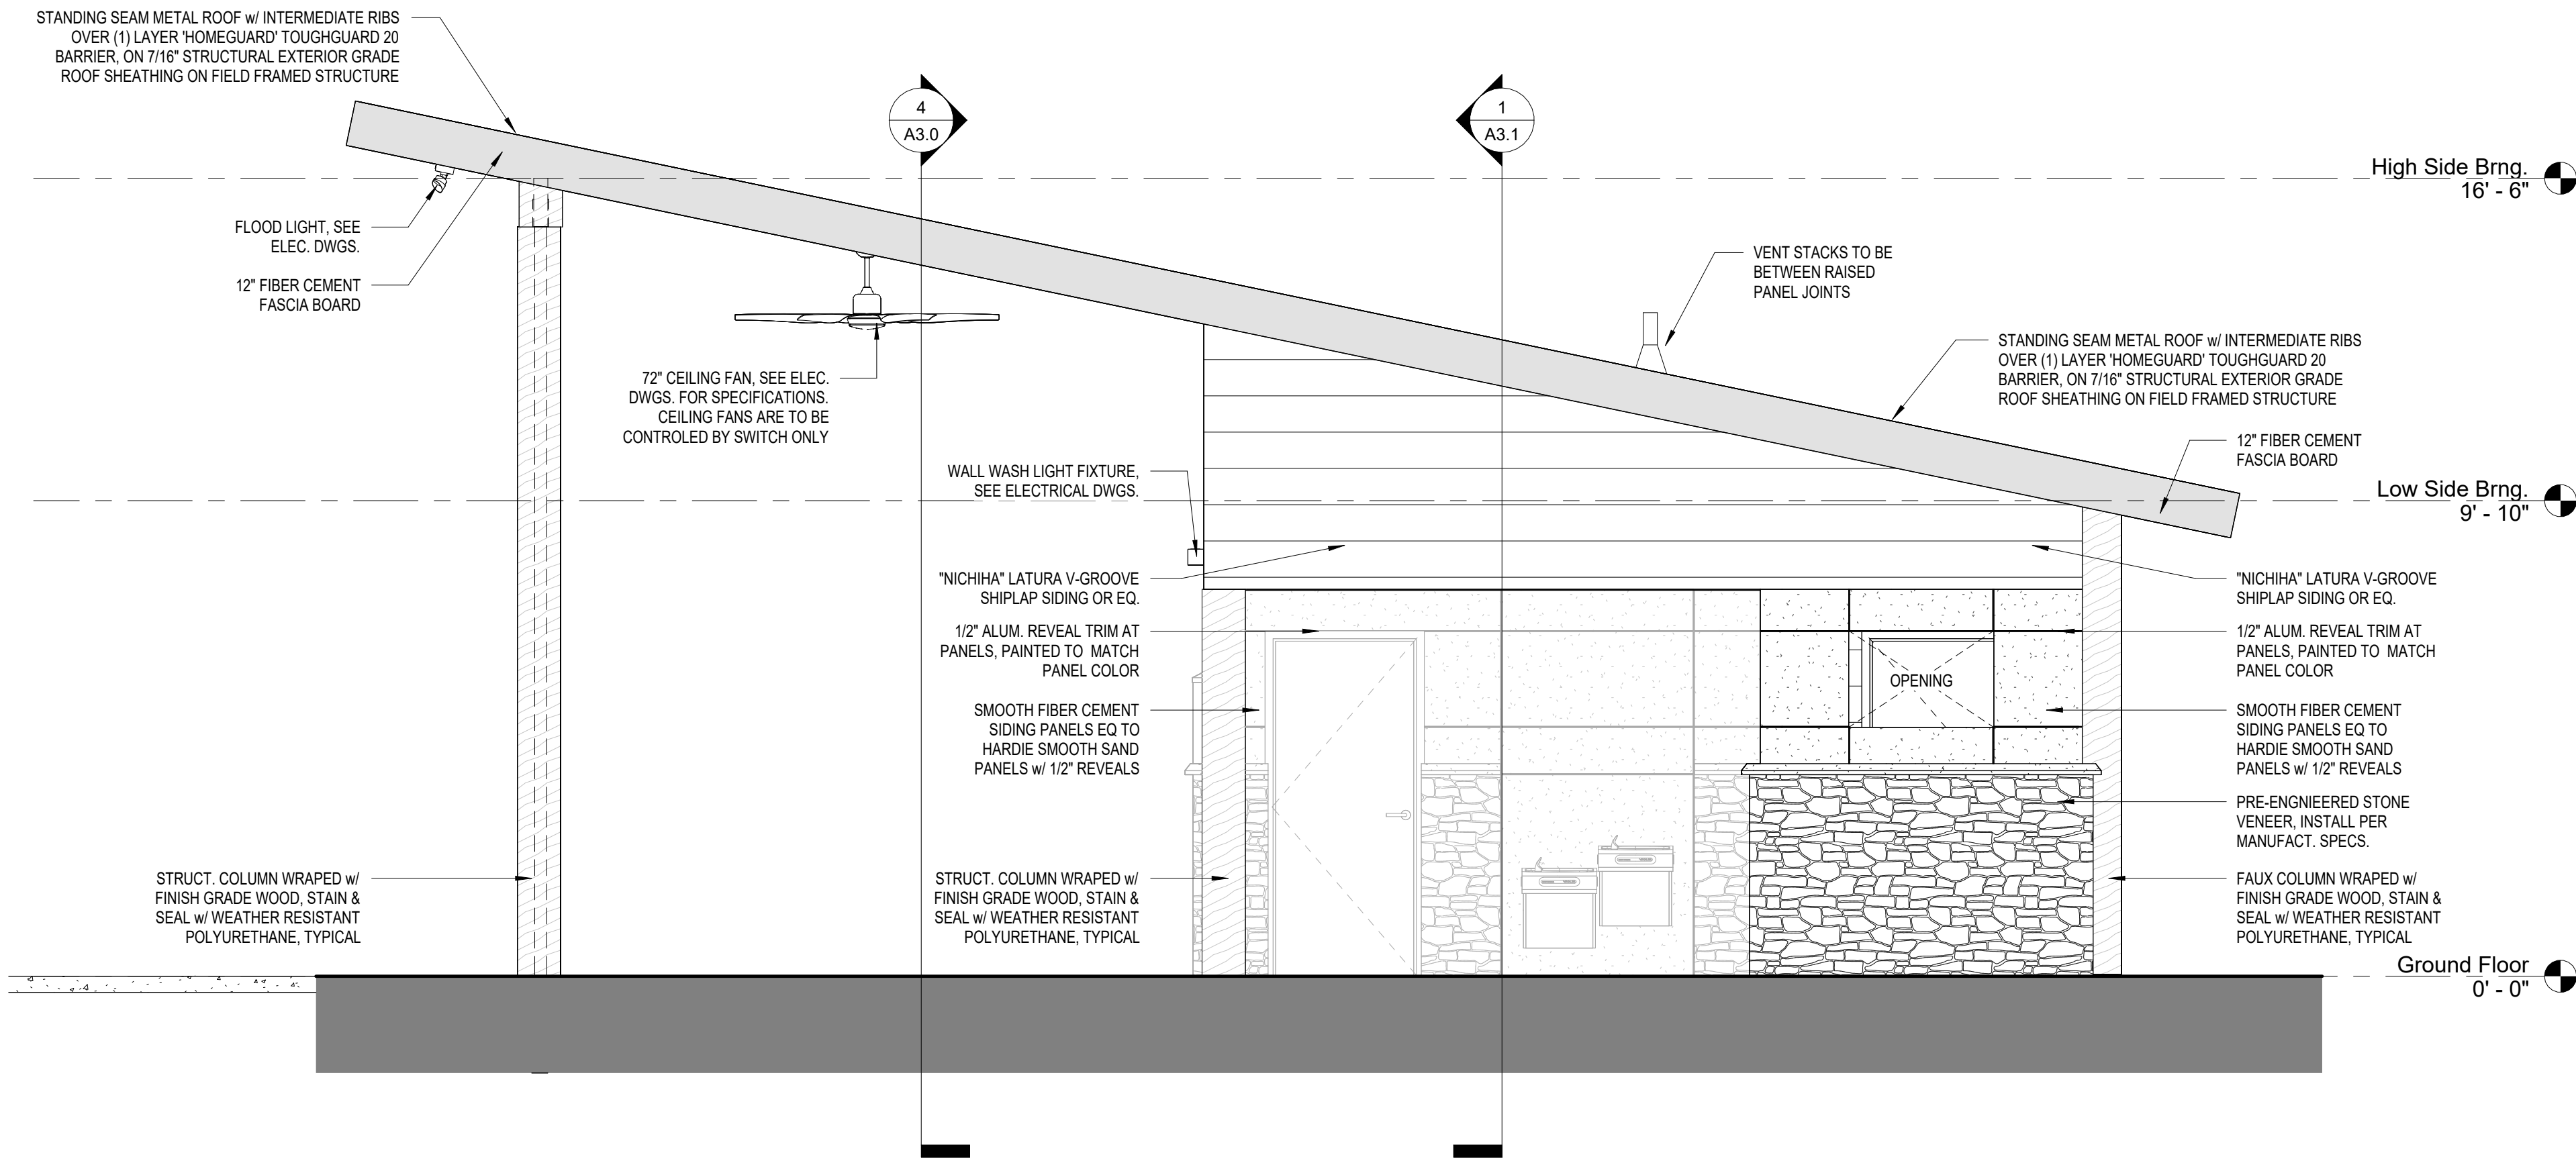 STANDING SEAM METAL ROOF w/ INTERMEDIATE RIBS
OVER (1) LAYER 'HOMEGUARD' TOUGHGUARD 20
BARRIER, ON 7/16" STRUCTURAL EXTERIOR GRADE
ROOF SHEATHING ON FIELD FRAMED STRUCTURE
4
A3.0
1
A3.1
High Side Brng.
16' - 6"
FLOOD LIGHT, SEE
ELEC. DWGS.
12" FIBER CEMENT
FASCIA BOARD
VENT STACKS TO BE
BETWEEN RAISED
PANEL JOINTS
72" CEILING FAN, SEE ELEC.
DWGS. FOR SPECIFICATIONS.
CEILING FANS ARE TO BE
CONTROLED BY SWITCH ONLY
STANDING SEAM METAL ROOF w/ INTERMEDIATE RIBS
OVER (1) LAYER 'HOMEGUARD' TOUGHGUARD 20
BARRIER, ON 7/16" STRUCTURAL EXTERIOR GRADE
ROOF SHEATHING ON FIELD FRAMED STRUCTURE
12" FIBER CEMENT
FASCIA BOARD
WALL WASH LIGHT FIXTURE,
SEE ELECTRICAL DWGS.
Low Side Brng.
9' - 10"
"NICHIHA" LATURA V-GROOVE
SHIPLAP SIDING OR EQ.
"NICHIHA" LATURA V-GROOVE
SHIPLAP SIDING OR EQ.
1/2" ALUM. REVEAL TRIM AT
PANELS, PAINTED TO MATCH
PANEL COLOR
1/2" ALUM. REVEAL TRIM AT
PANELS, PAINTED TO MATCH
PANEL COLOR
OPENING
SMOOTH FIBER CEMENT
SIDING PANELS EQ TO
HARDIE SMOOTH SAND
PANELS w/ 1/2" REVEALS
SMOOTH FIBER CEMENT
SIDING PANELS EQ TO
HARDIE SMOOTH SAND
PANELS w/ 1/2" REVEALS
PRE-ENGNIEERED STONE
VENEER, INSTALL PER
MANUFACT. SPECS.
STRUCT. COLUMN WRAPED w/
FINISH GRADE WOOD, STAIN &
SEAL w/ WEATHER RESISTANT
POLYURETHANE, TYPICAL
STRUCT. COLUMN WRAPED w/
FINISH GRADE WOOD, STAIN &
SEAL w/ WEATHER RESISTANT
POLYURETHANE, TYPICAL
FAUX COLUMN WRAPED w/
FINISH GRADE WOOD, STAIN &
SEAL w/ WEATHER RESISTANT
POLYURETHANE, TYPICAL
Ground Floor
0' - 0"